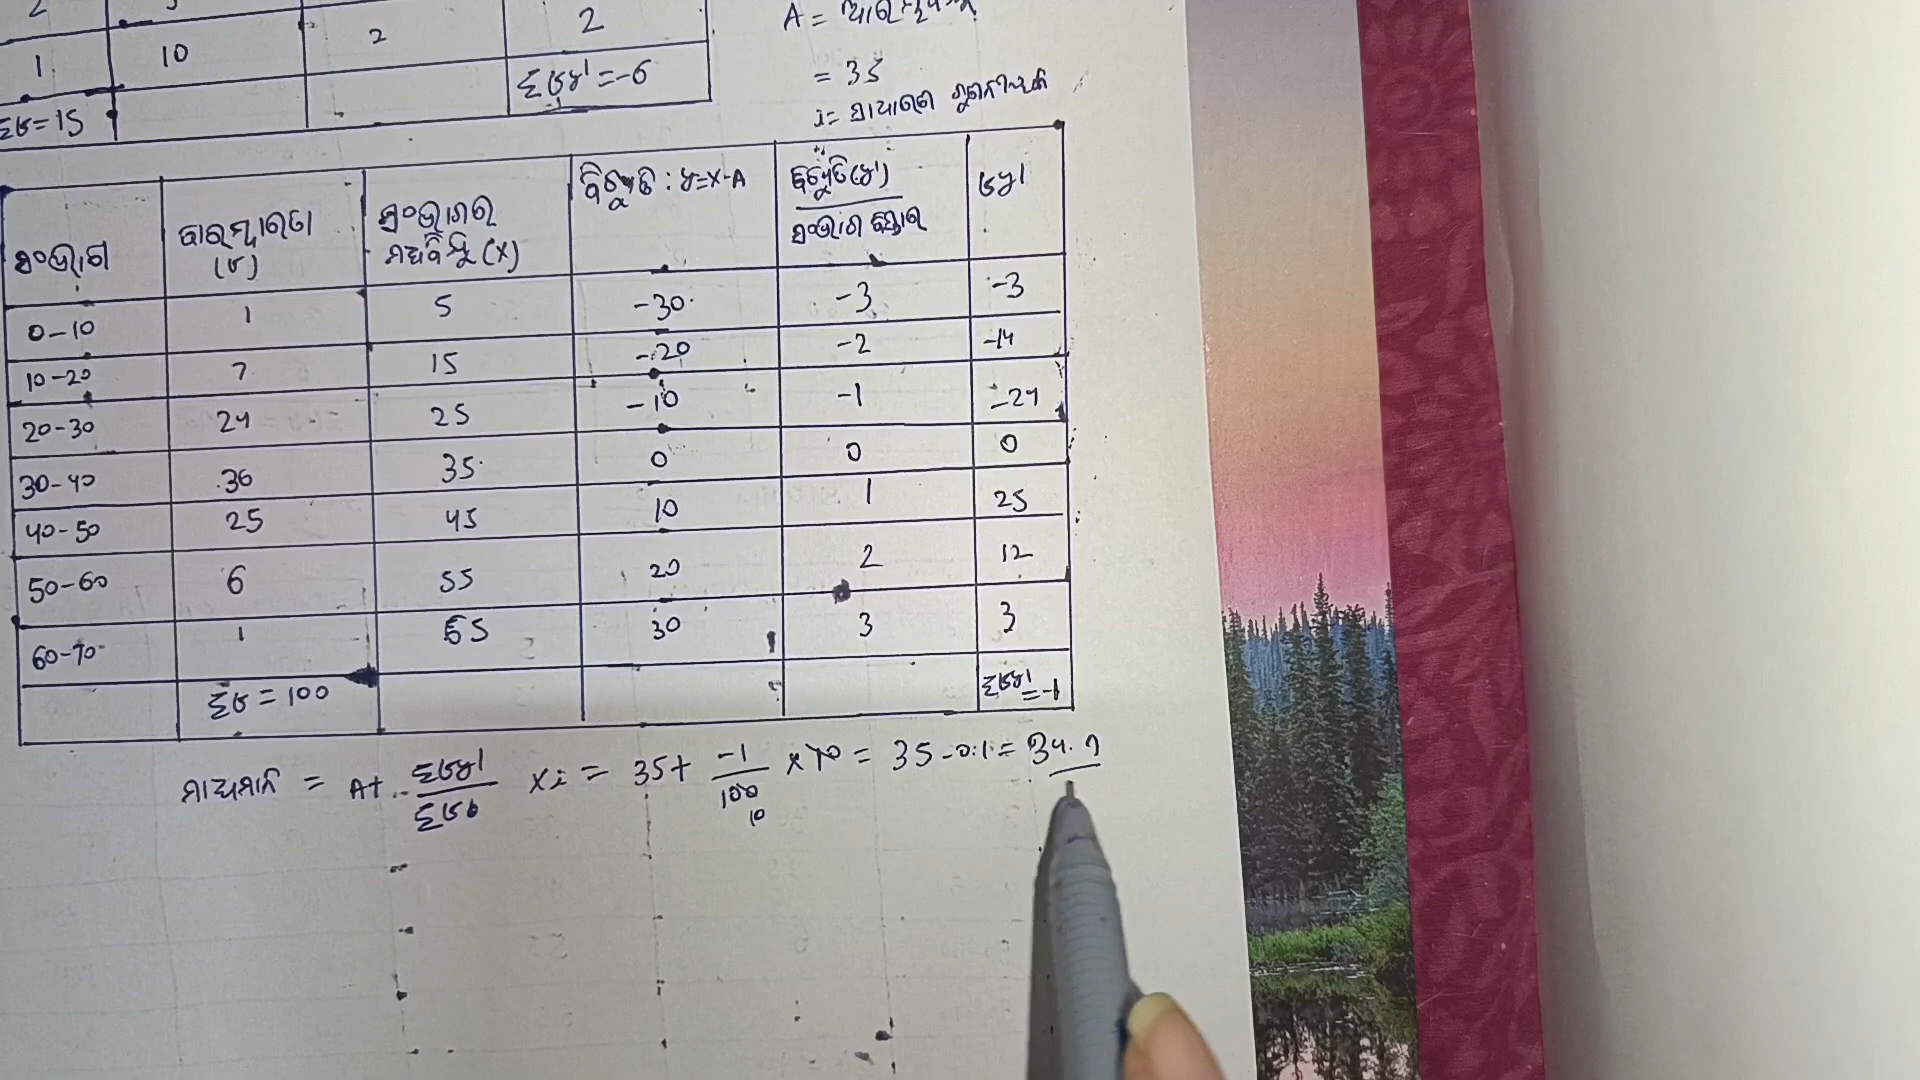 1 10 2 2
Σf = 15 Σfy' = -6
A =
= 35
i =
ସଂଭାଗ ବାରମ୍ବାରତା (f) ସଂଭାଗର ମଧ୍ୟବିନ୍ଦୁ (x) ବିଚ୍ୟୁତି : y=x-A ବିଚ୍ୟୁତି (y') / ସଂଭାଗ ବିସ୍ତାର fy'
0-10 1 5 -30 -3 -3
10-20 7 15 -20 -2 -14
20-30 24 25 -10 -1 -24
30-40 36 35 0 0 0
40-50 25 45 10 1 25
50-60 6 55 20 2 12
60-70 1 65 30 3 3
Σf = 100 Σfy' = -1
ମାଧ୍ୟମାନ = A + Σfy' / Σf × i = 35 + -1 / 100 × 10 = 35 - 0.1 = 34.9
10